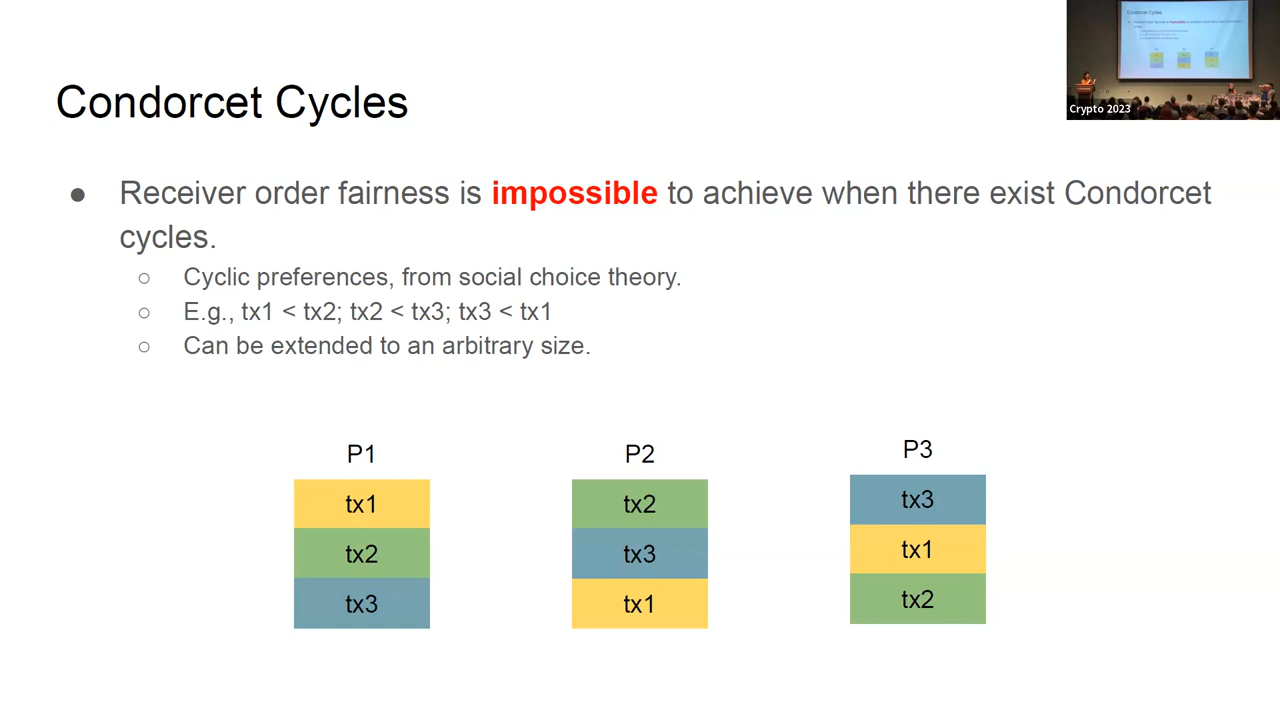 Condorcet Cycles
Crypto 2023
● Receiver order fairness is impossible to achieve when there exist Condorcet
cycles.
○ Cyclic preferences, from social choice theory.
○ E.g., tx1 < tx2; tx2 < tx3; tx3 < tx1
○ Can be extended to an arbitrary size.
P1
tx1
tx2
tx3
P2
tx2
tx3
tx1
P3
tx3
tx1
tx2